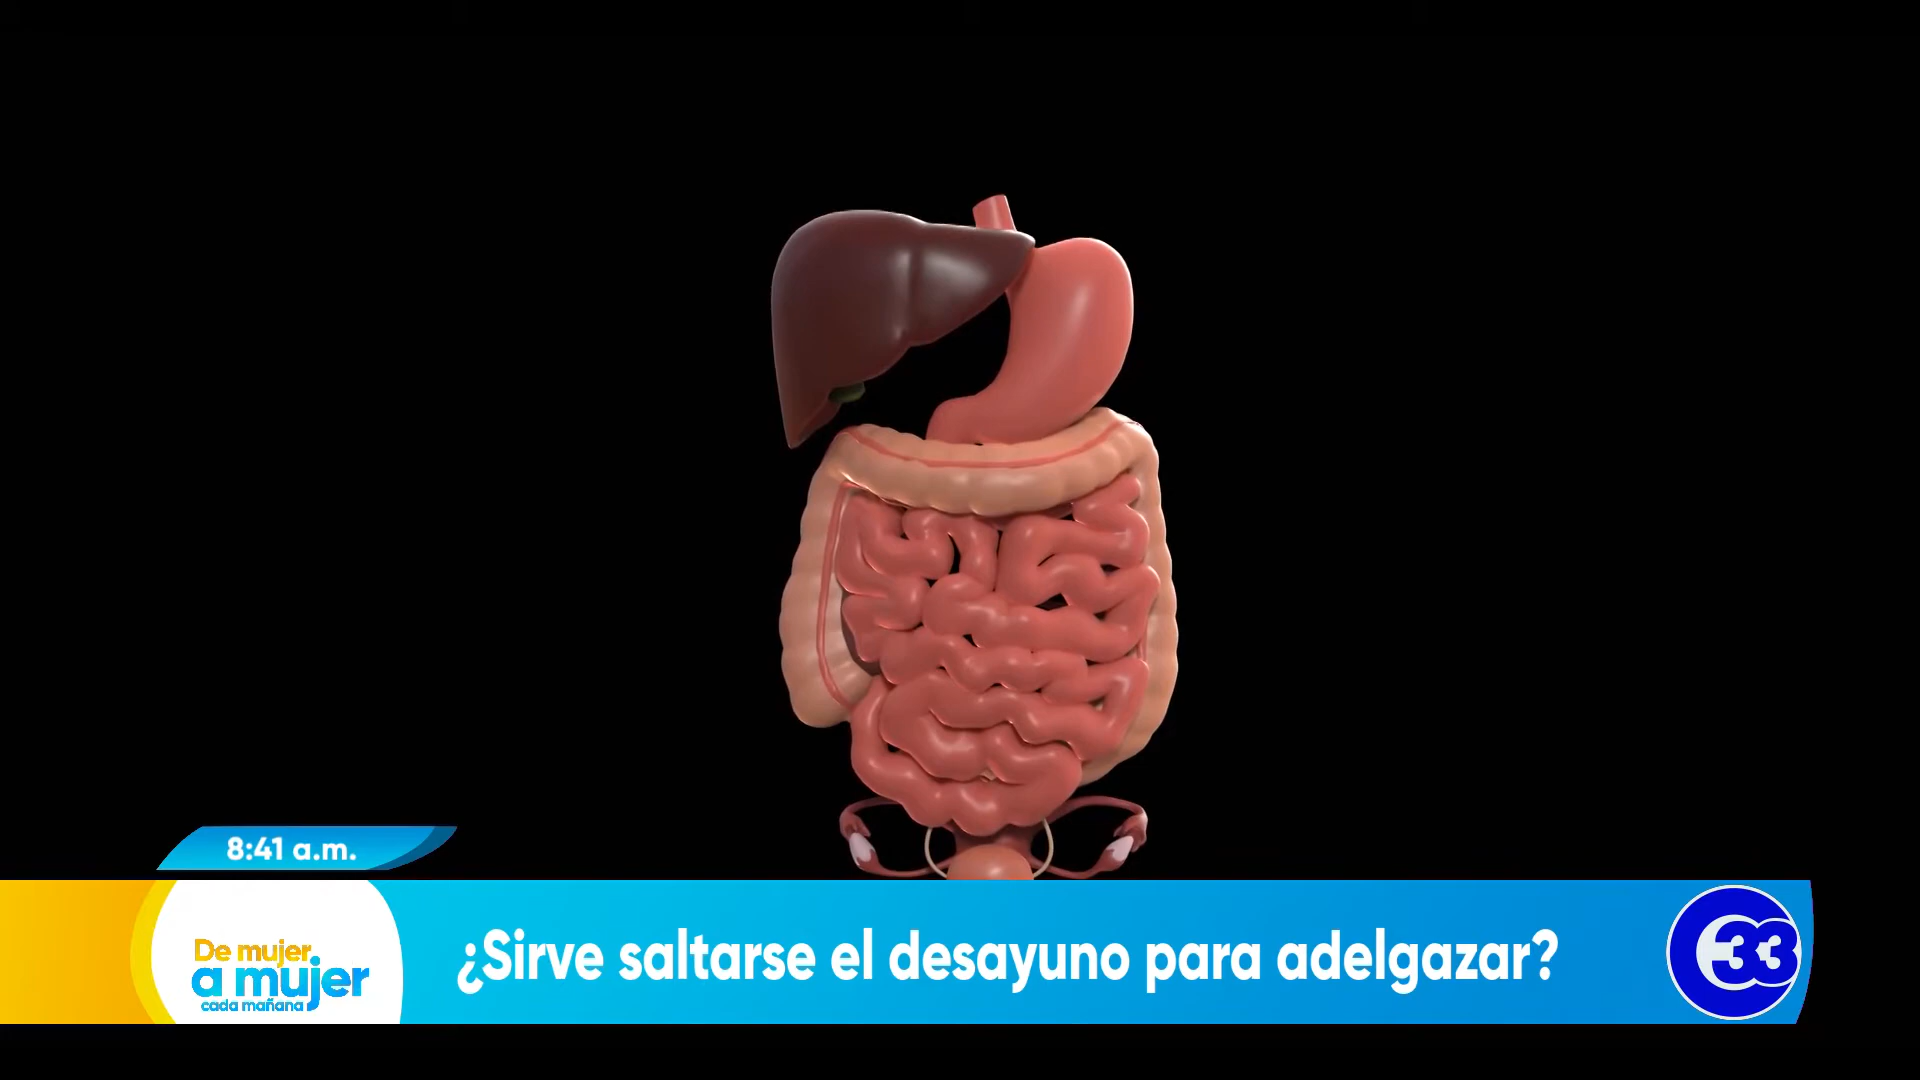 8:41 a.m.
De mujer
a mujer
cada mañana
¿Sirve saltarse el desayuno para adelgazar?
33